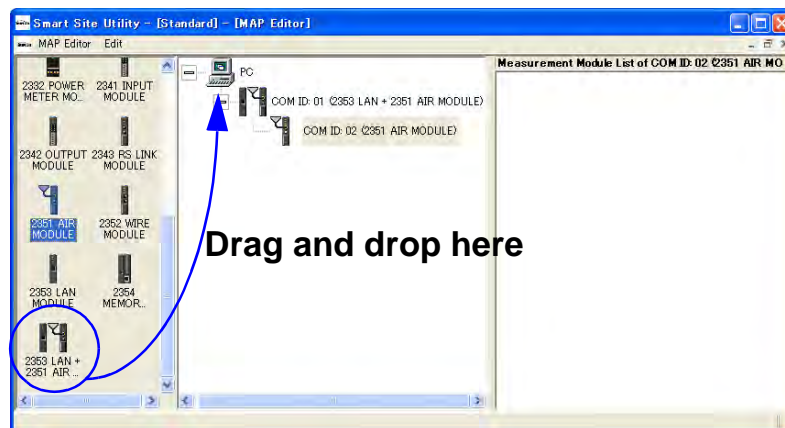 Smart Site Utility - [Standard] - [MAP Editor]
MAP Editor Edit
2332 POWER
METER MO..
2341 INPUT
MODULE
2342 OUTPUT
MODULE
2343 RS LINK
MODULE
2351 AIR
MODULE
2352 WIRE
MODULE
2353 LAN
MODULE
2354
MEMOR...
2353 LAN +
2351 AIR ...
PC
COM ID: 01 (2353 LAN + 2351 AIR MODULE)
COM ID: 02 (2351 AIR MODULE)
Drag and drop here
Measurement Module List of COM ID: 02 (2351 AIR MO